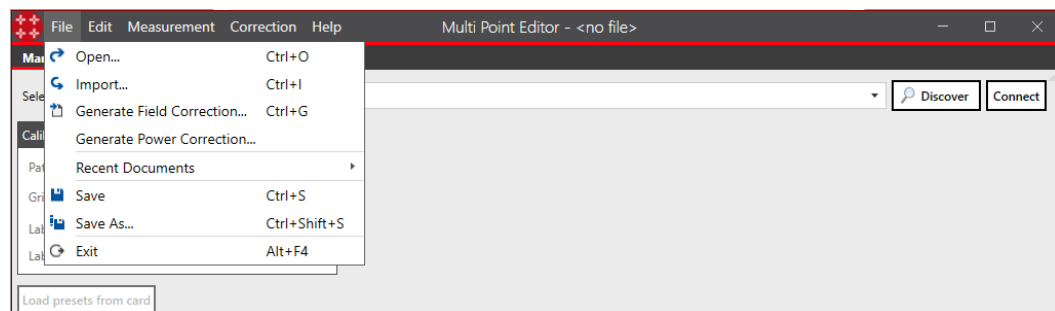 File Edit Measurement Correction Help Multi Point Editor - <no file>
Open... Ctrl+O
Import... Ctrl+I
Discover Connect
Generate Field Correction... Ctrl+G
Generate Power Correction...
Recent Documents
Save Ctrl+S
Save As... Ctrl+Shift+S
Exit Alt+F4
Load presets from card